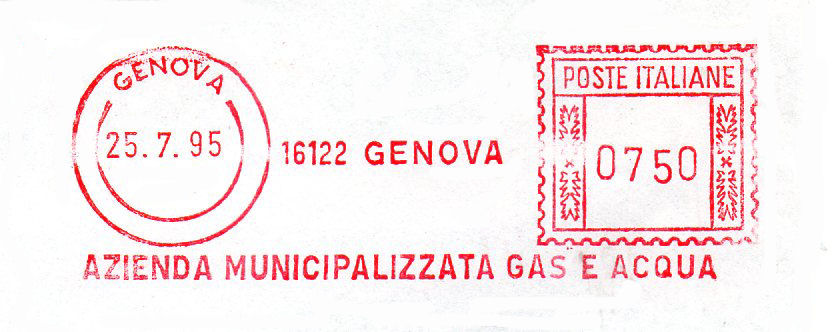 GENOVA
25.7.95
16122 GENOVA
POSTE ITALIANE
0750
AZIENDA MUNICIPALIZZATA GAS E ACQUA